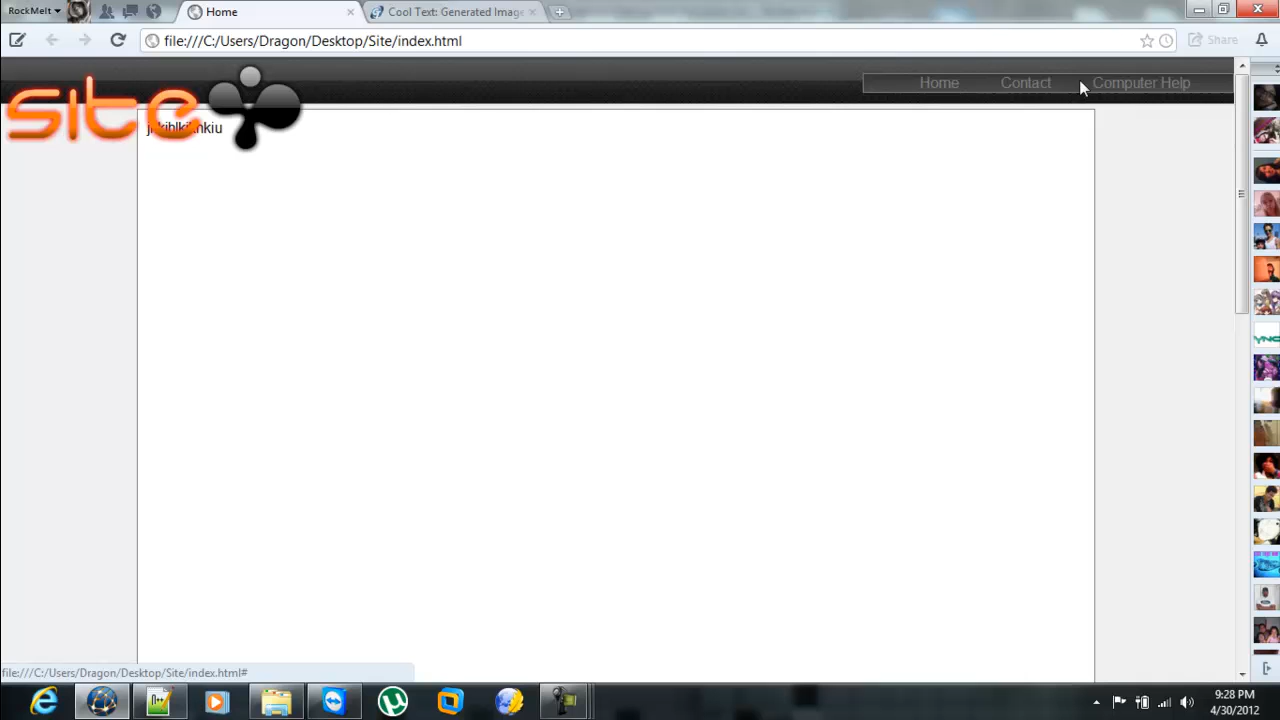 RockMelt
Home
Cool Text: Generated Image
file:///C:/Users/Dragon/Desktop/Site/index.html
Share
site
Home Contact Computer Help
file:///C:/Users/Dragon/Desktop/Site/index.html#
9:28 PM
4/30/2012